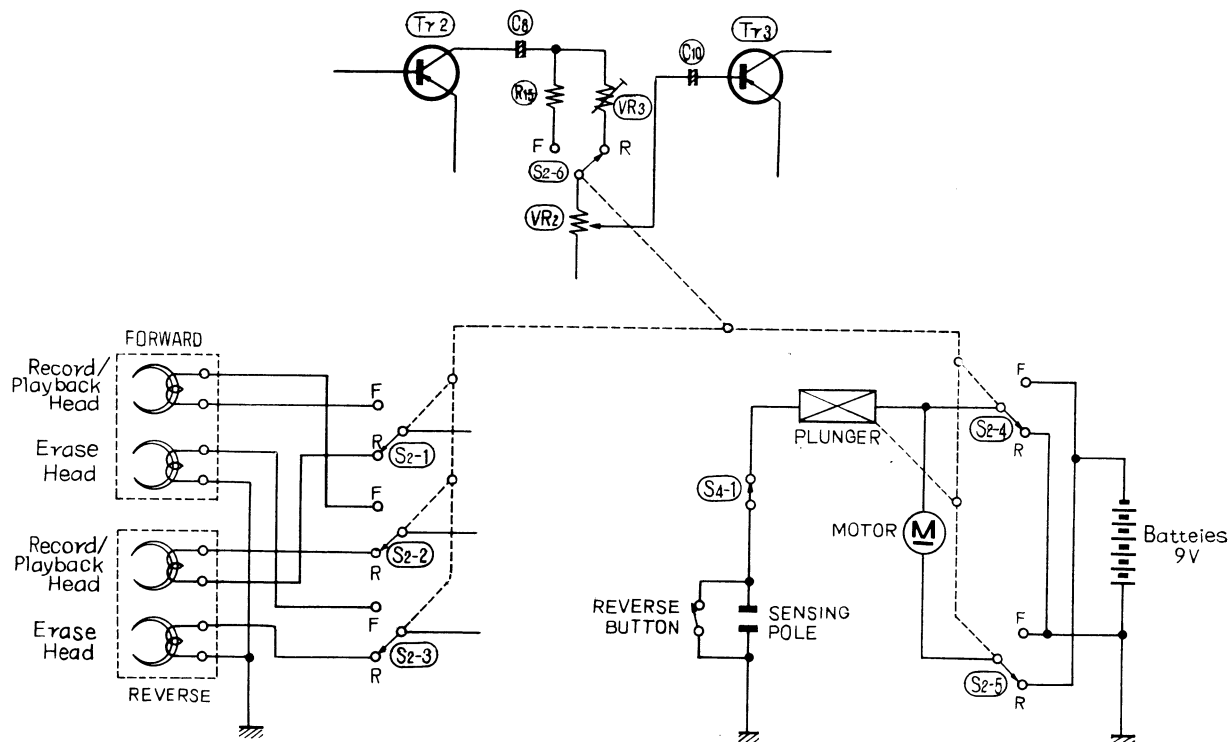 Tr2
C8
R15
VR3
C10
Tr3
F
R
S2-6
VR2
FORWARD
Record/
Playback
Head
Erase
Head
Record/
Playback
Head
Erase
Head
REVERSE
F
R
S2-1
F
R
S2-2
F
R
S2-3
PLUNGER
S4-1
MOTOR
M
REVERSE
BUTTON
SENSING
POLE
F
S2-4
R
F
S2-5
R
Batteies
9V